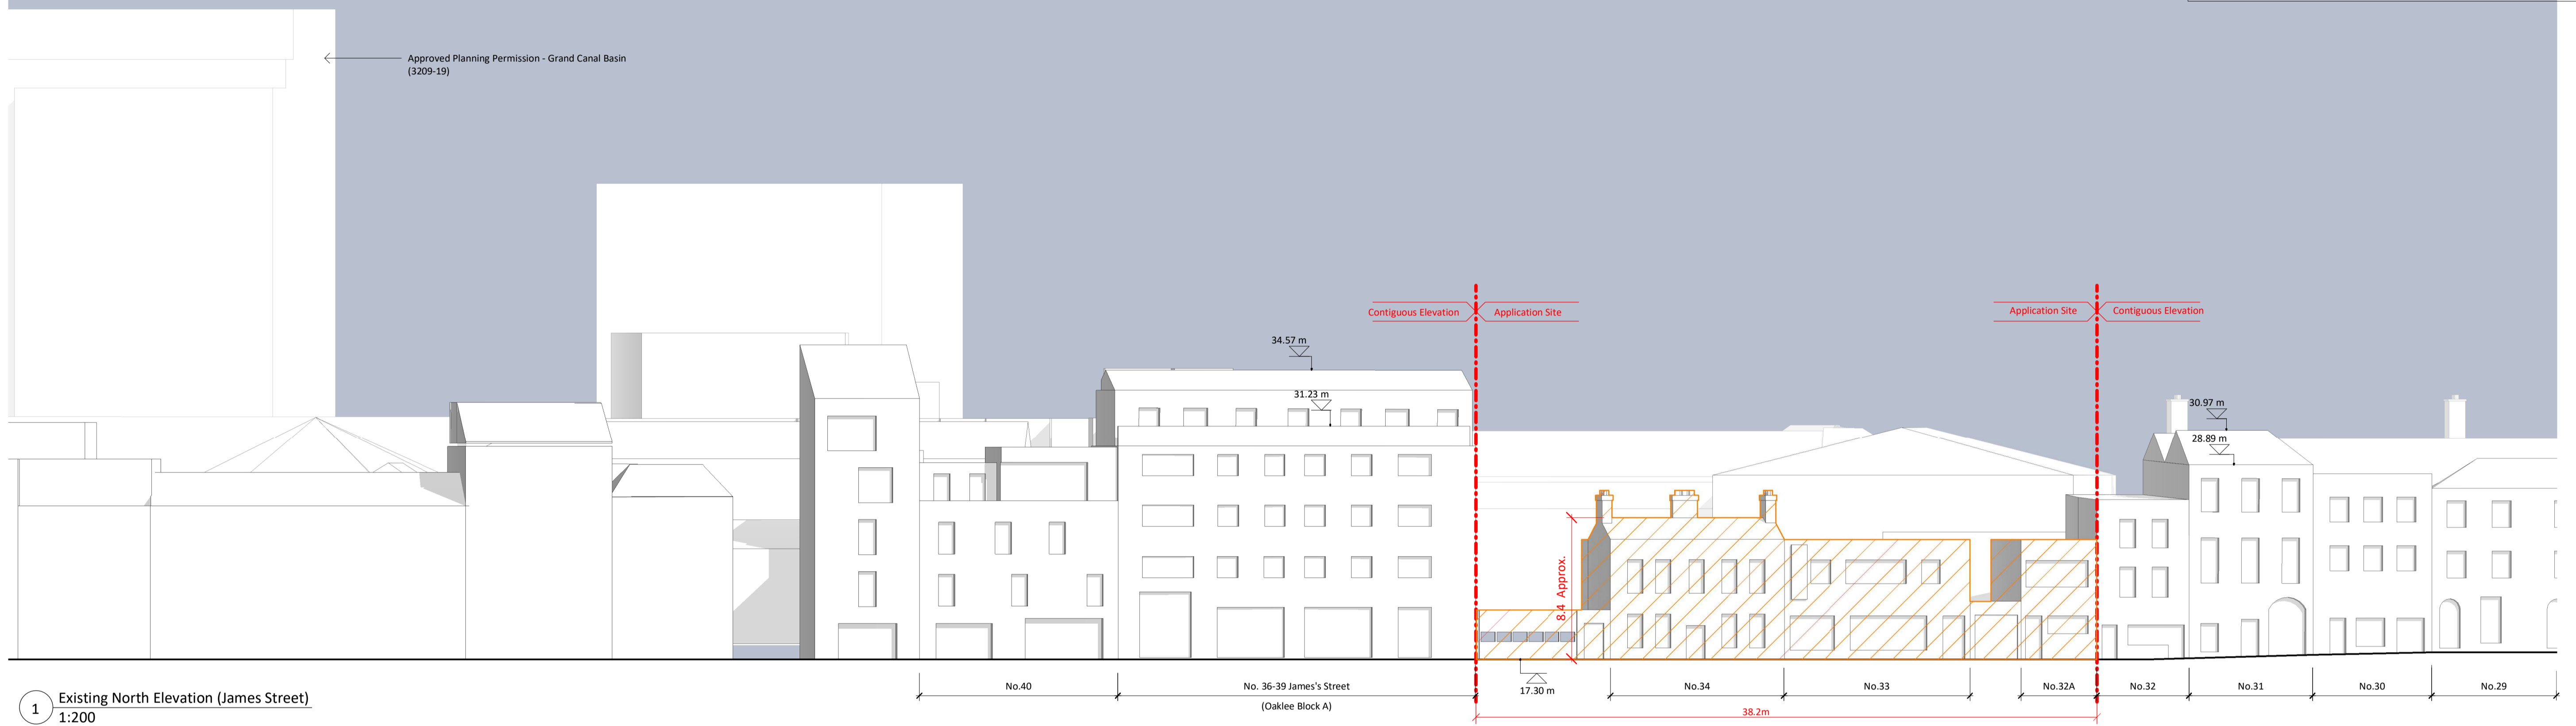 Approved Planning Permission - Grand Canal Basin
(3209-19)
Contiguous Elevation
Application Site
Application Site
Contiguous Elevation
34.57 m
31.23 m
30.97 m
28.89 m
8.4 Approx.
17.30 m
No.40
No. 36-39 James's Street
(Oaklee Block A)
No.34
No.33
No.32A
No.32
No.31
No.30
No.29
38.2m
1
Existing North Elevation (James Street)
1:200